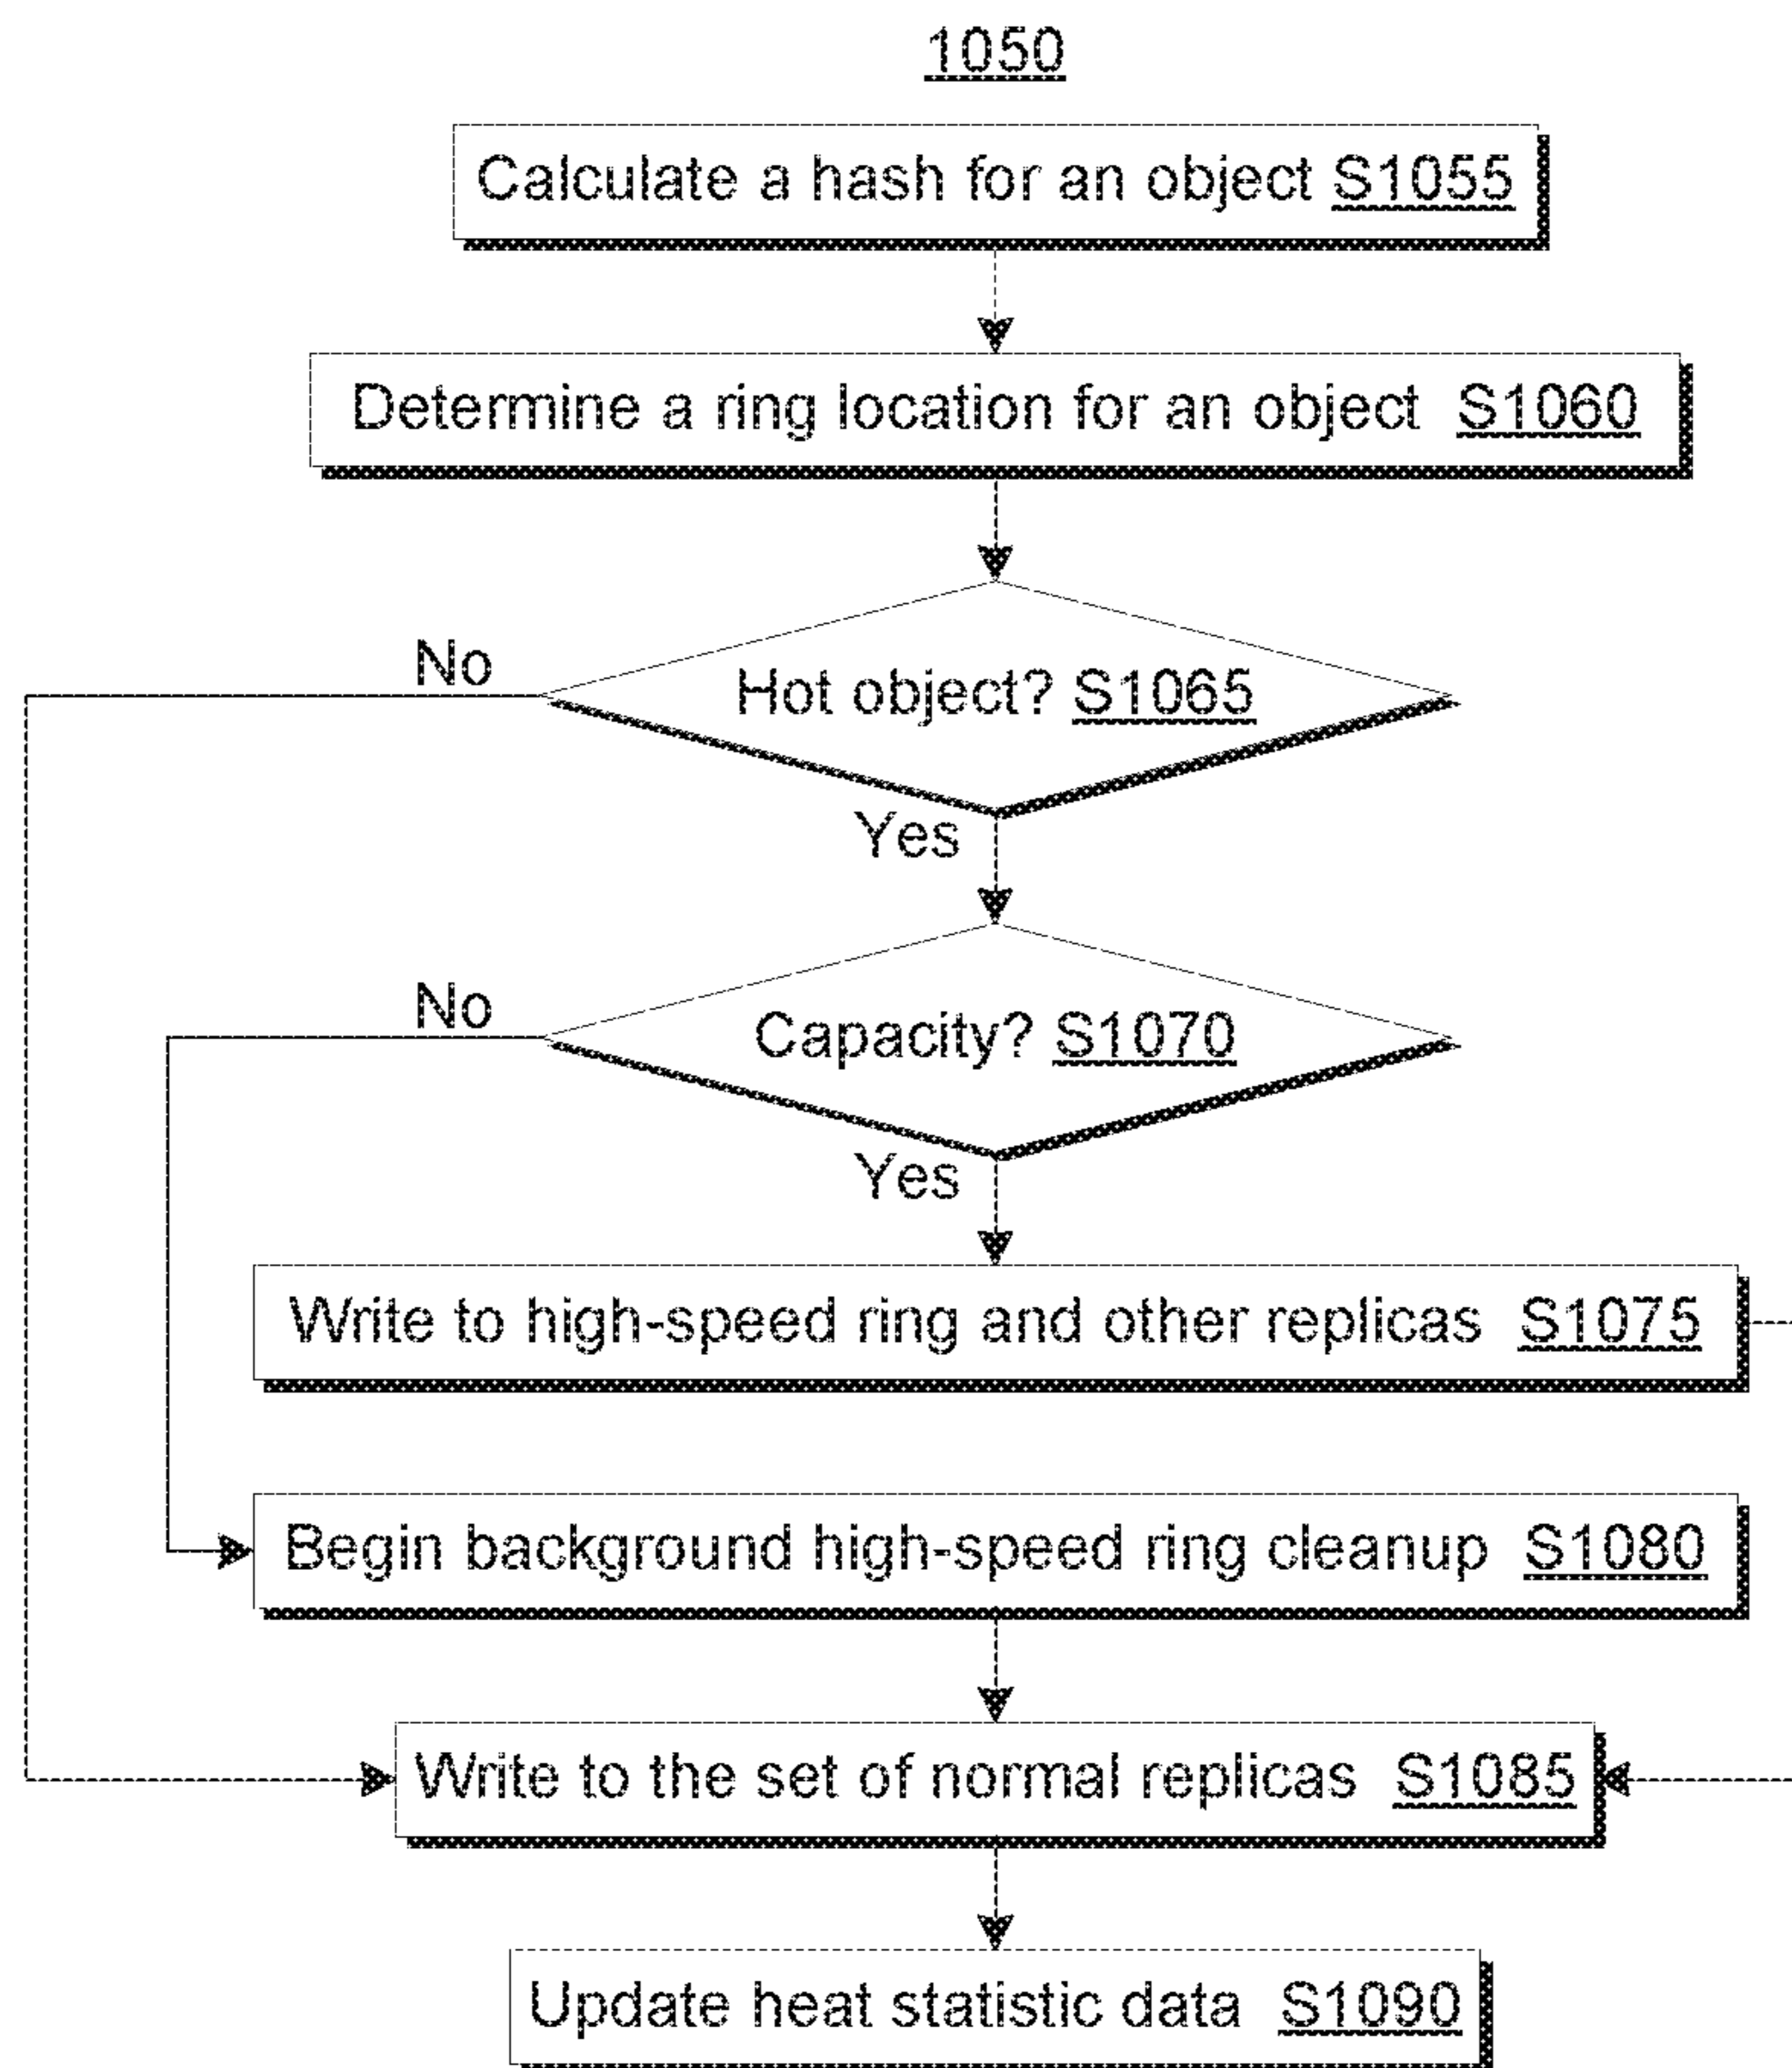 1050
Calculate a hash for an object S1055
Determine a ring location for an object S1060
No
Hot object? S1065
Yes
No
Capacity? S1070
Yes
Write to high-speed ring and other replicas S1075
Begin background high-speed ring cleanup S1080
Write to the set of normal replicas S1085
Update heat statistic data S1090